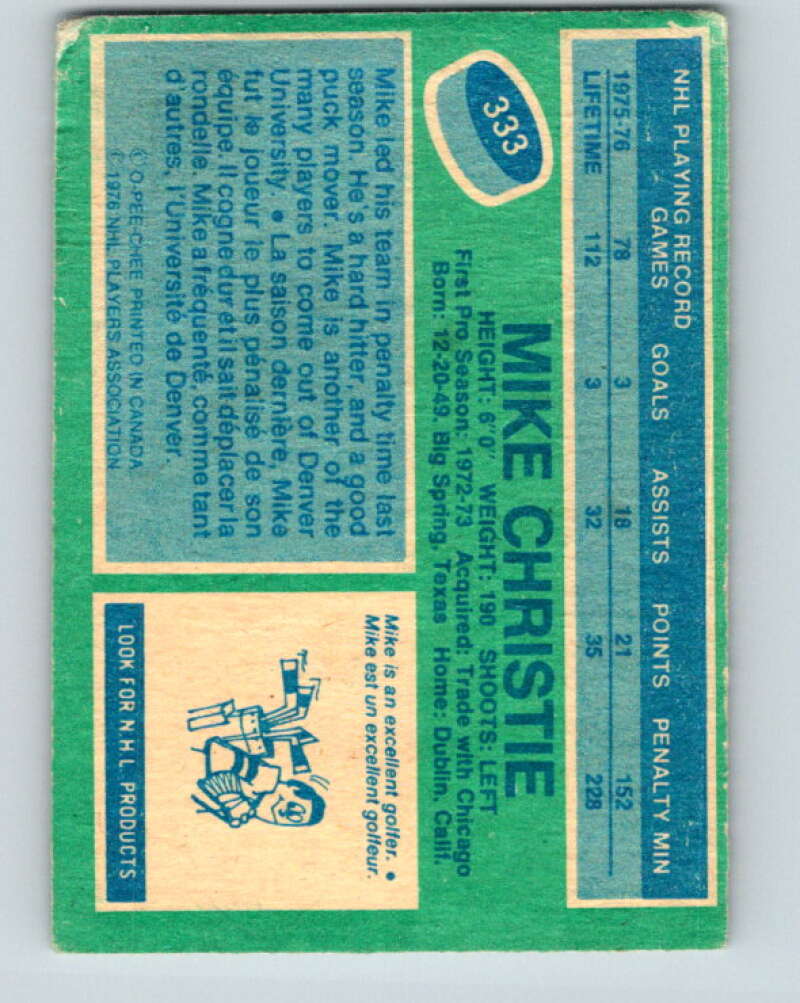 NHL PLAYING RECORD
GAMES GOALS ASSISTS POINTS PENALTY MIN
1975-76 78 3 18 21 152
LIFETIME 112 3 32 35 228
333
MIKE CHRISTIE
HEIGHT: 6'0" WEIGHT: 190 SHOOTS: LEFT
First Pro Season: 1972-73 Acquired: Trade with Chicago
Born: 12-20-49, Big Spring, Texas Home: Dublin, Calif.
Mike led his team in penalty time last
season. He's a hard hitter, and a good
puck mover. Mike is another of the
many players to come out of Denver
University. • La saison dernière, Mike
fut le joueur le plus pénalisé de son
équipe. Il cogne dur et il sait déplacer la
rondelle. Mike a fréquenté, comme tant
d'autres, l'Université de Denver.
© O-PEE-CHEE PRINTED IN CANADA
© 1976 NHL PLAYERS ASSOCIATION
Mike is an excellent golfer. •
Mike est un excellent golfeur.
LOOK FOR N.H.L. PRODUCTS